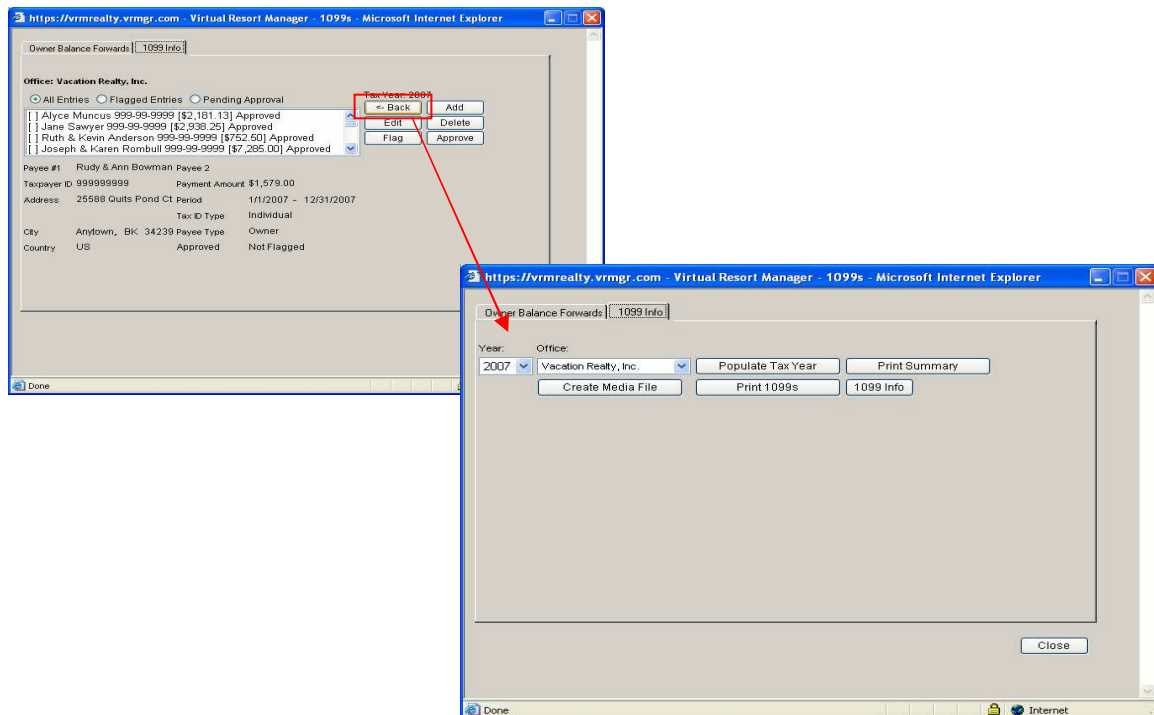 https://vrmrealty.vrmgr.com - Virtual Resort Manager - 1099s - Microsoft Internet Explorer
Owner Balance Forwards 1099 Info
Office: Vacation Realty, Inc.
Tax Year: 2007
All Entries Flagged Entries Pending Approval
<- Back Add
[ ] Alyce Muncus 999-99-9999 [$2,181.13] Approved
[ ] Jane Sawyer 999-99-9999 [$2,938.25] Approved
Edit Delete
[ ] Ruth & Kevin Anderson 999-99-9999 [$752.50] Approved
Flag Approve
[ ] Joseph & Karen Rombull 999-99-9999 [$7,285.00] Approved
Payee #1 Rudy & Ann Bowman Payee 2
Taxpayer ID 999999999 Payment Amount $1,579.00
Address 25588 Quits Pond Ct Period 1/1/2007 - 12/31/2007
Tax ID Type Individual
City Anytown, BK 34239 Payee Type Owner
Country US Approved Not Flagged
Done
https://vrmrealty.vrmgr.com - Virtual Resort Manager - 1099s - Microsoft Internet Explorer
Owner Balance Forwards 1099 Info
Year: Office:
2007 Vacation Realty, Inc. Populate Tax Year Print Summary
Create Media File Print 1099s 1099 Info
Close
Done Internet